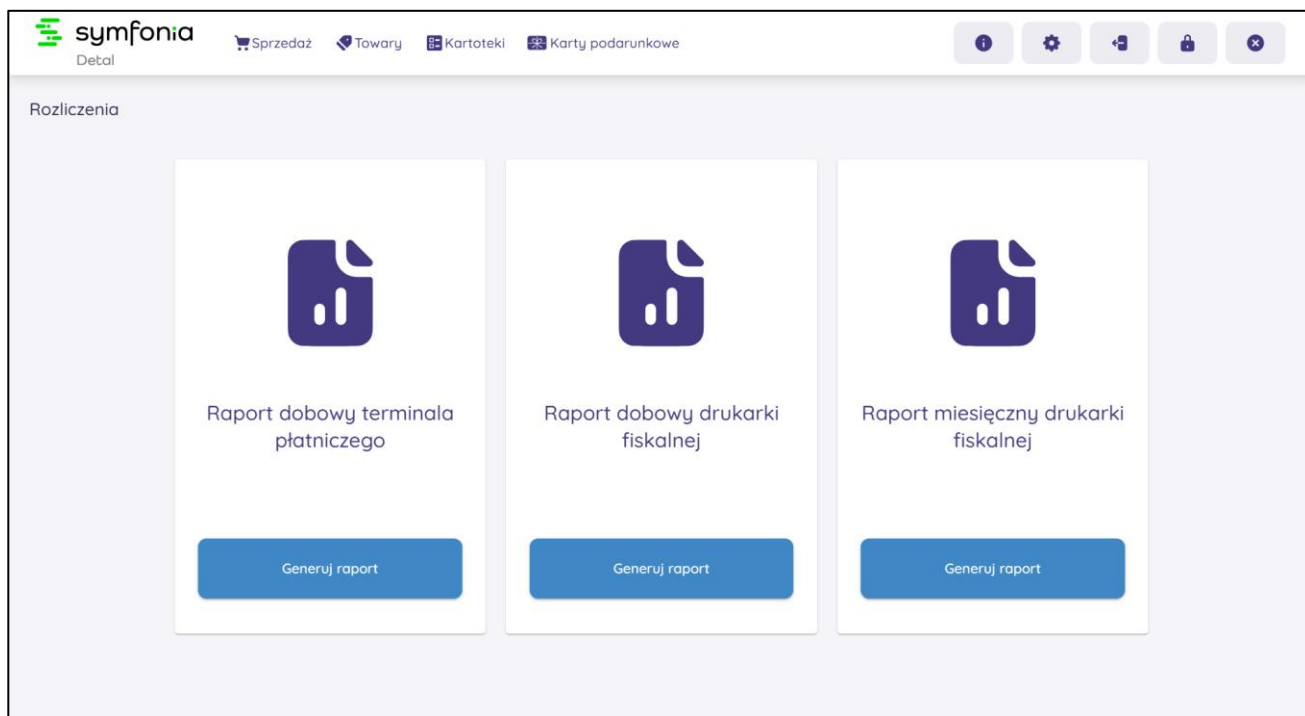 symfonia
Detal
Sprzedaż Towary Kartoteki Karty podarunkowe
Rozliczenia
Raport dobowy terminala
płatniczego
Generuj raport
Raport dobowy drukarki
fiskalnej
Generuj raport
Raport miesięczny drukarki
fiskalnej
Generuj raport